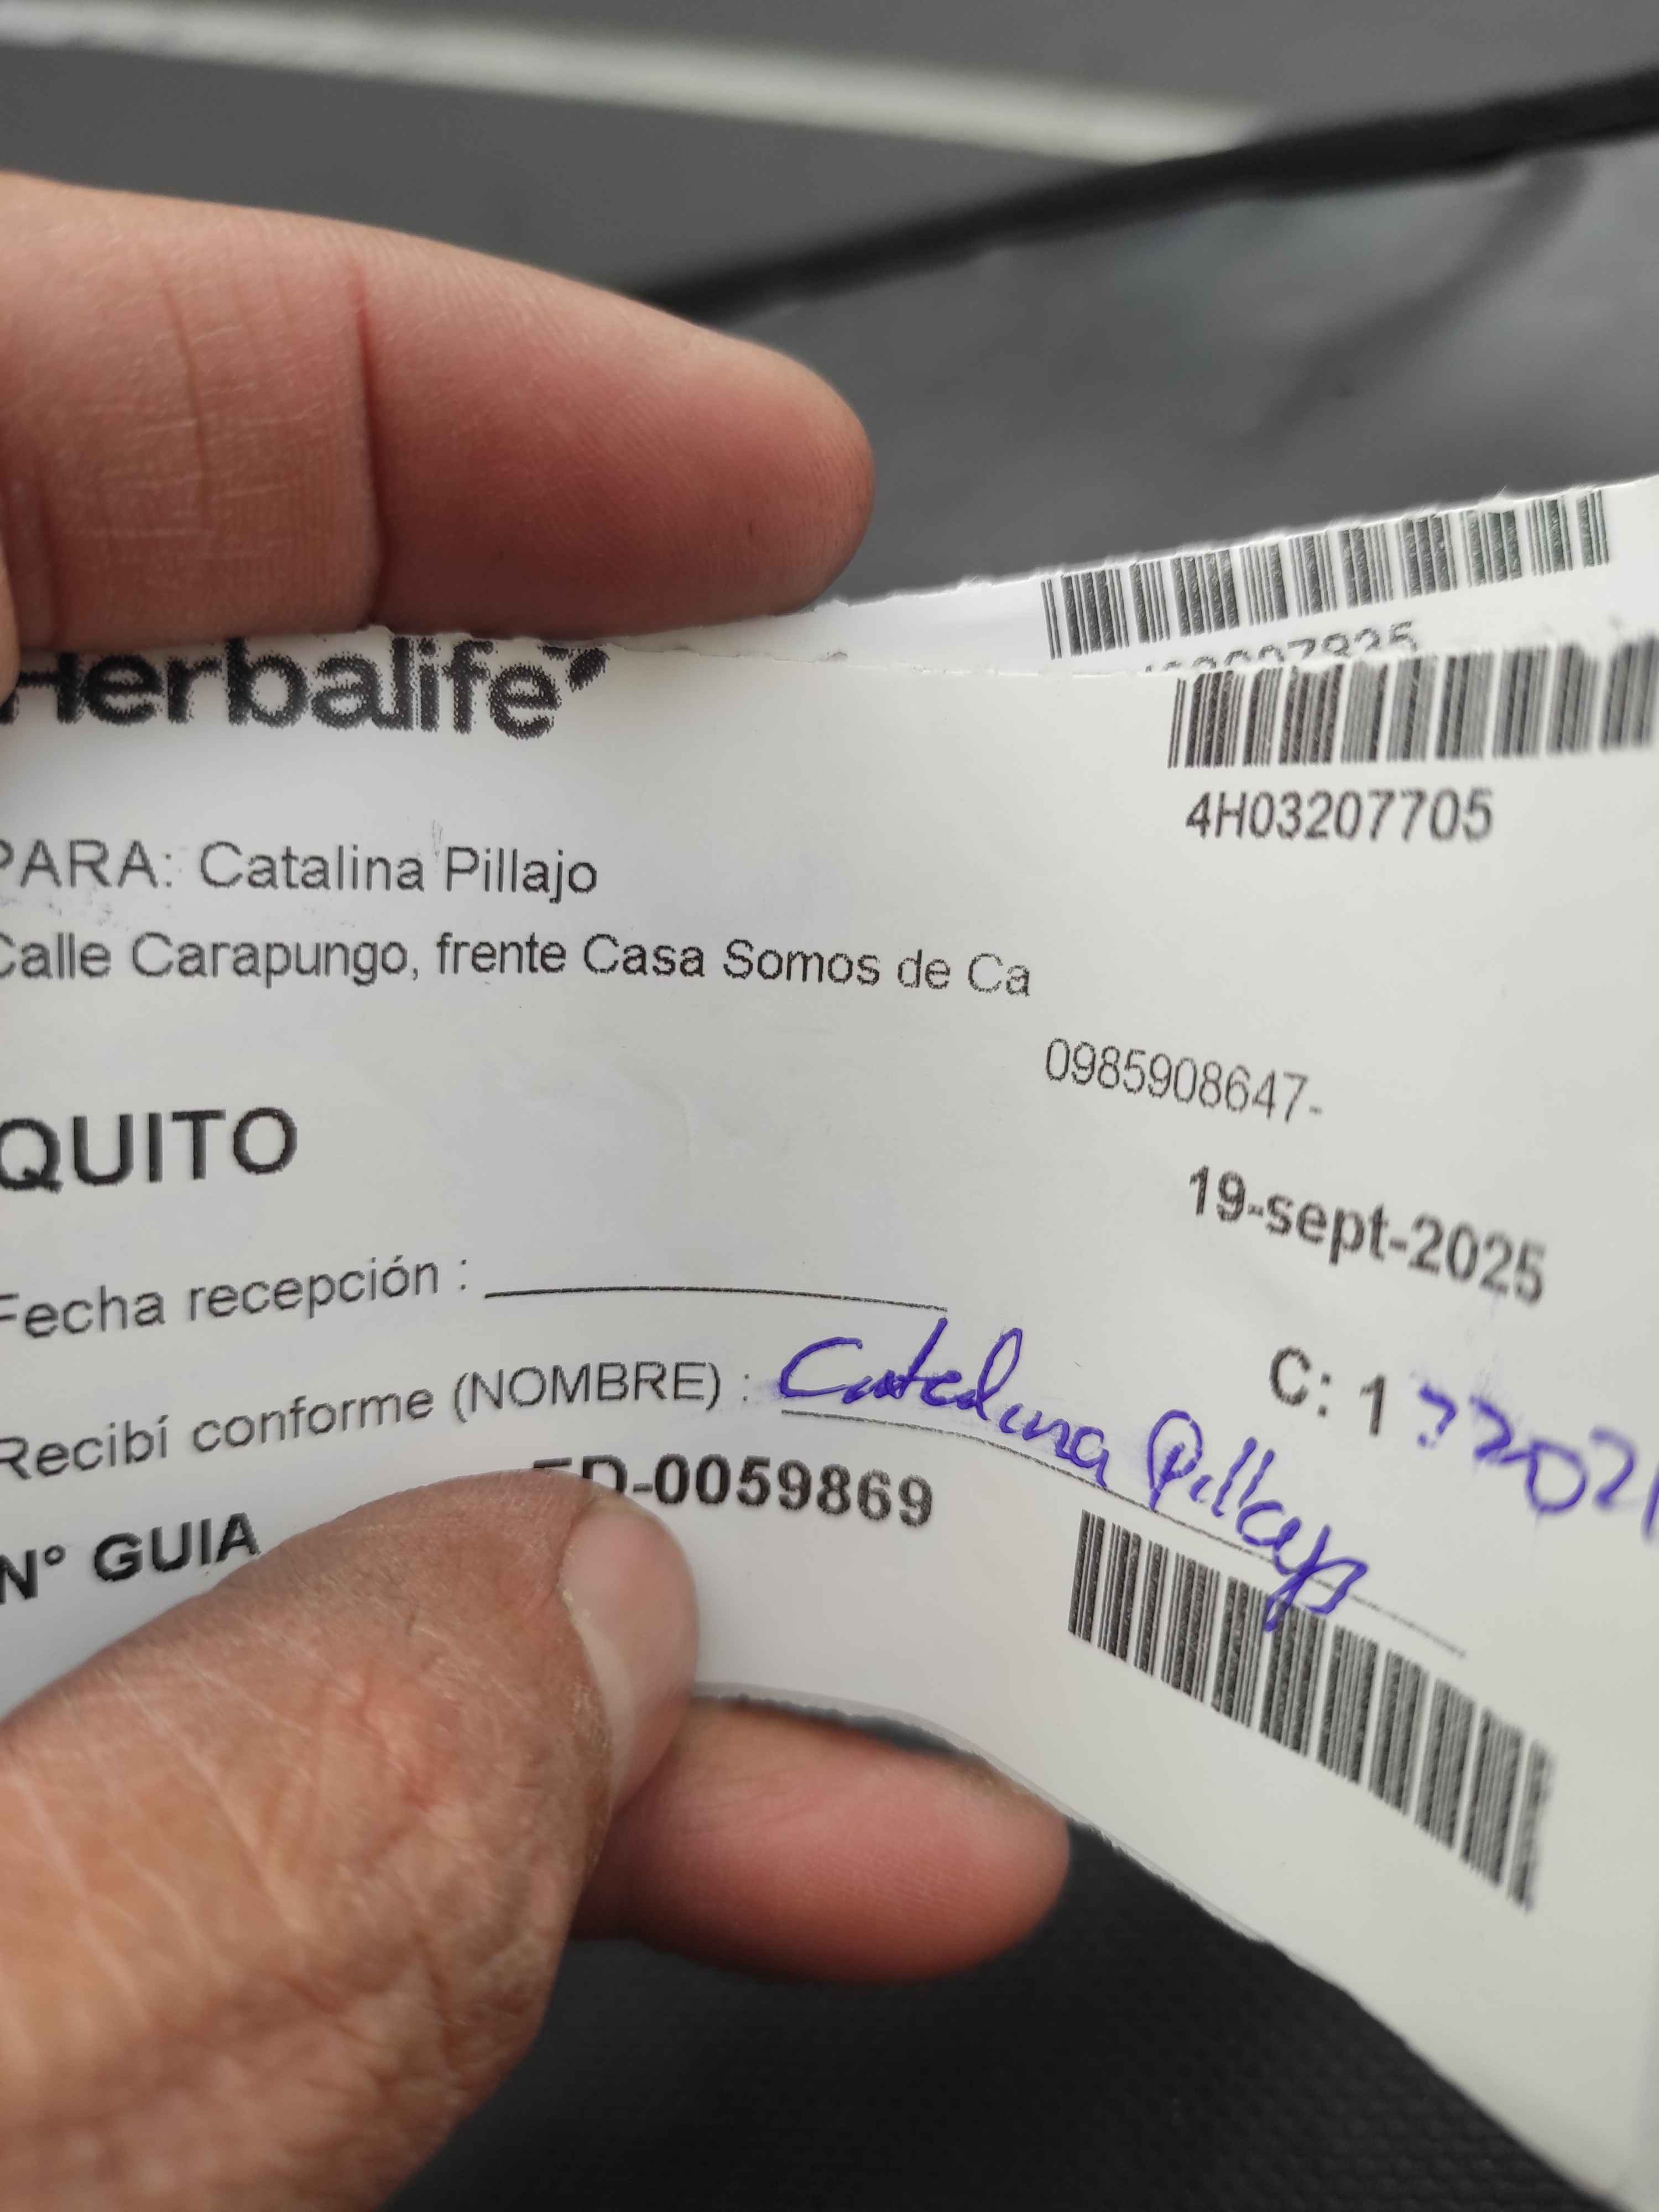 Herbalife
4H03207705
PARA: Catalina Pillajo
Calle Carapungo, frente Casa Somos de Ca
0985908647-
QUITO
19-sept-2025
Fecha recepción :
Recibí conforme (NOMBRE) : Catalina Pillajo
C: 1
N° GUIA ED-0059869